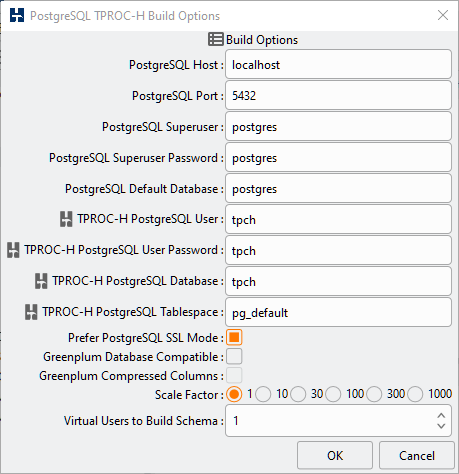 PostgreSQL TPROC-H Build Options
Build Options
PostgreSQL Host : localhost
PostgreSQL Port : 5432
PostgreSQL Superuser : postgres
PostgreSQL Superuser Password : postgres
PostgreSQL Default Database : postgres
TPROC-H PostgreSQL User : tpch
TPROC-H PostgreSQL User Password : tpch
TPROC-H PostgreSQL Database : tpch
TPROC-H PostgreSQL Tablespace : pg_default
Prefer PostgreSQL SSL Mode :
Greenplum Database Compatible :
Greenplum Compressed Columns :
Scale Factor : 1 10 30 100 300 1000
Virtual Users to Build Schema : 1
OK Cancel